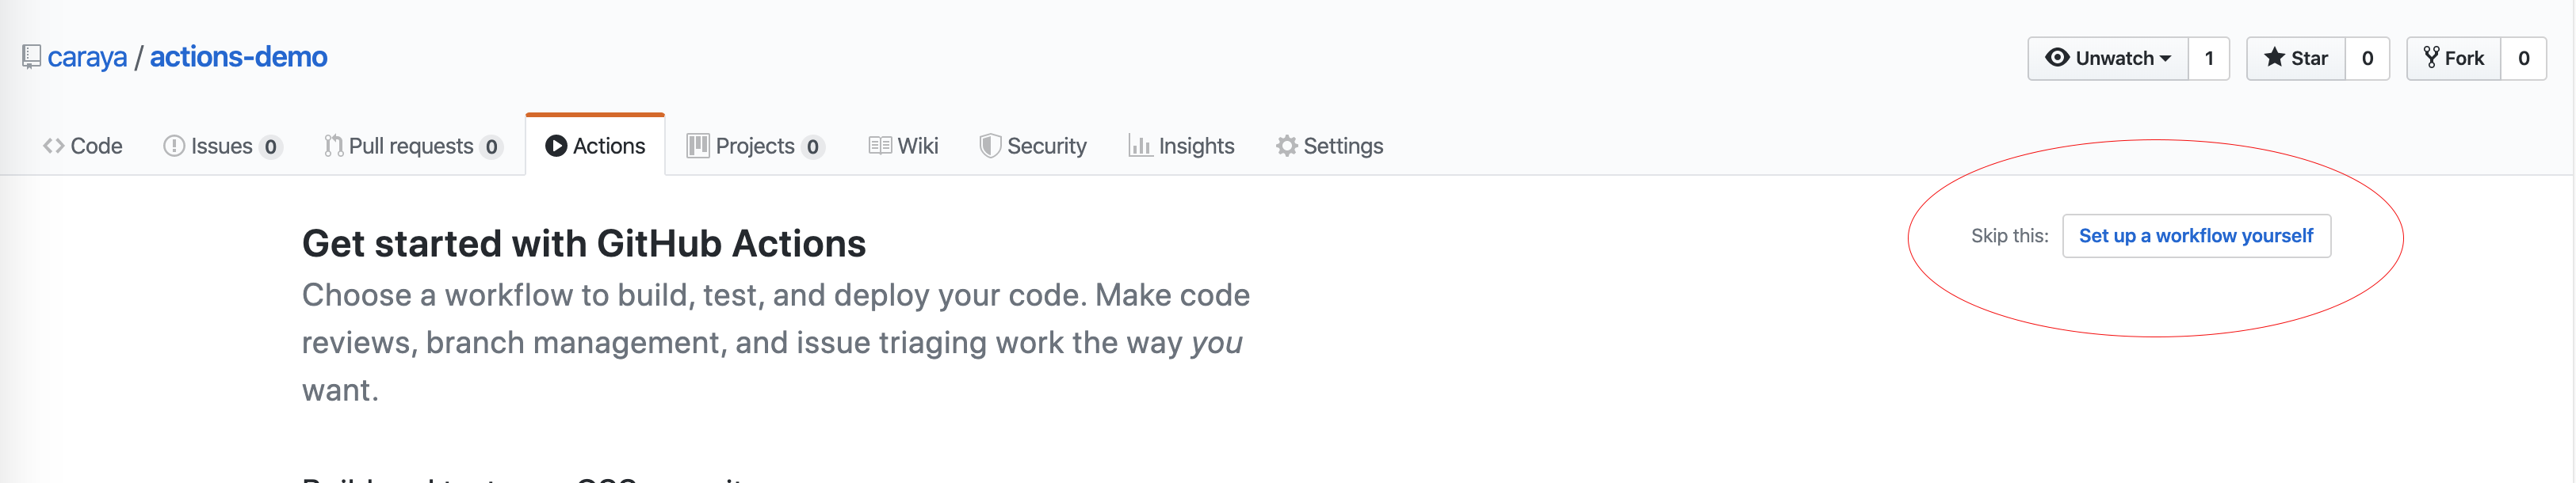 caraya / actions-demo
Unwatch 1 Star 0 Fork 0
Code Issues 0 Pull requests 0 Actions Projects 0 Wiki Security Insights Settings
Get started with GitHub Actions
Skip this: Set up a workflow yourself
Choose a workflow to build, test, and deploy your code. Make code
reviews, branch management, and issue triaging work the way you
want.